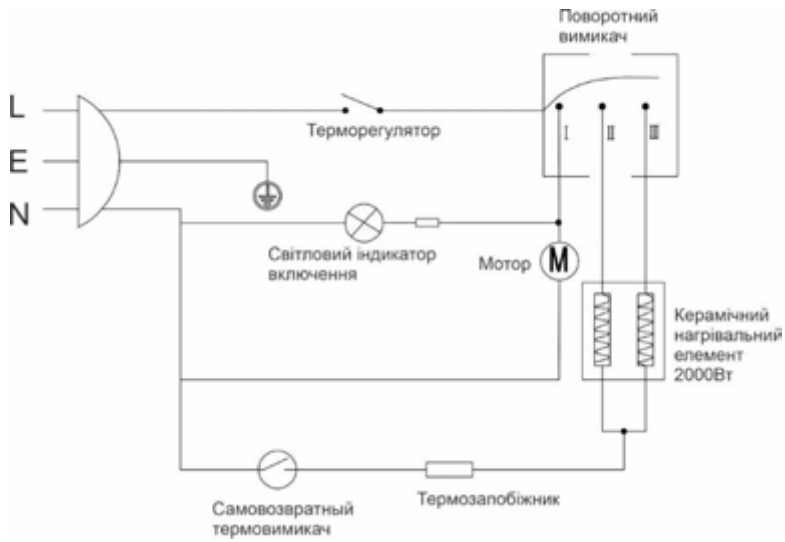 Поворотний
вимикач
L
Терморегулятор
I
II
III
E
N
Світловий індикатор
включення
Мотор
M
Керамічний
нагрівальний
елемент
2000Вт
Термозапобіжник
Самовозвратный
термовимикач